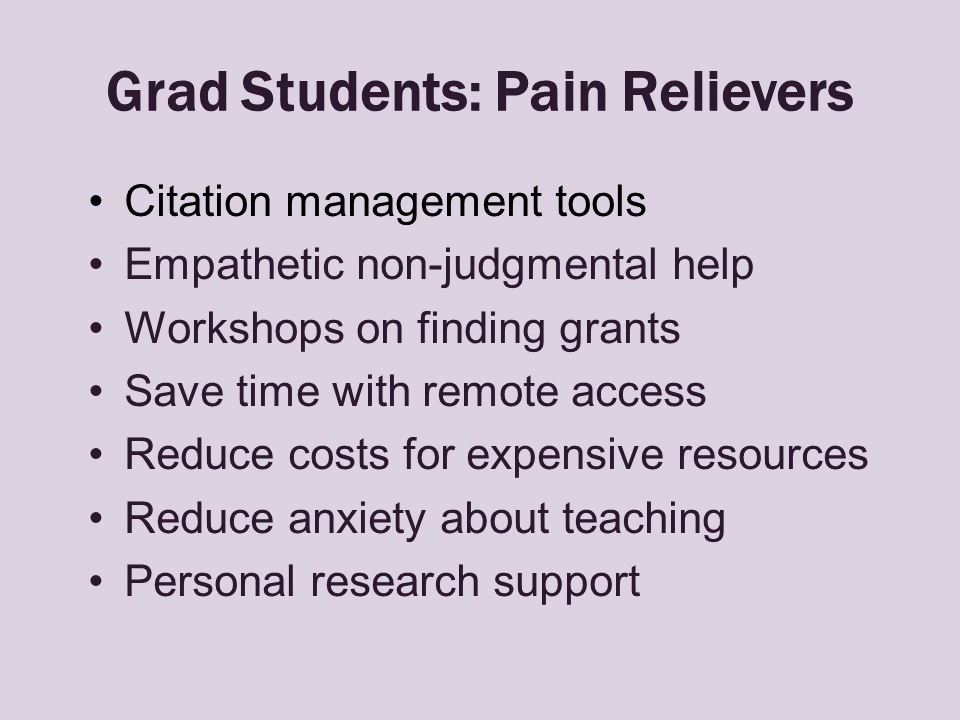 Grad Students: Pain Relievers
• Citation management tools
• Empathetic non-judgmental help
• Workshops on finding grants
• Save time with remote access
• Reduce costs for expensive resources
• Reduce anxiety about teaching
• Personal research support